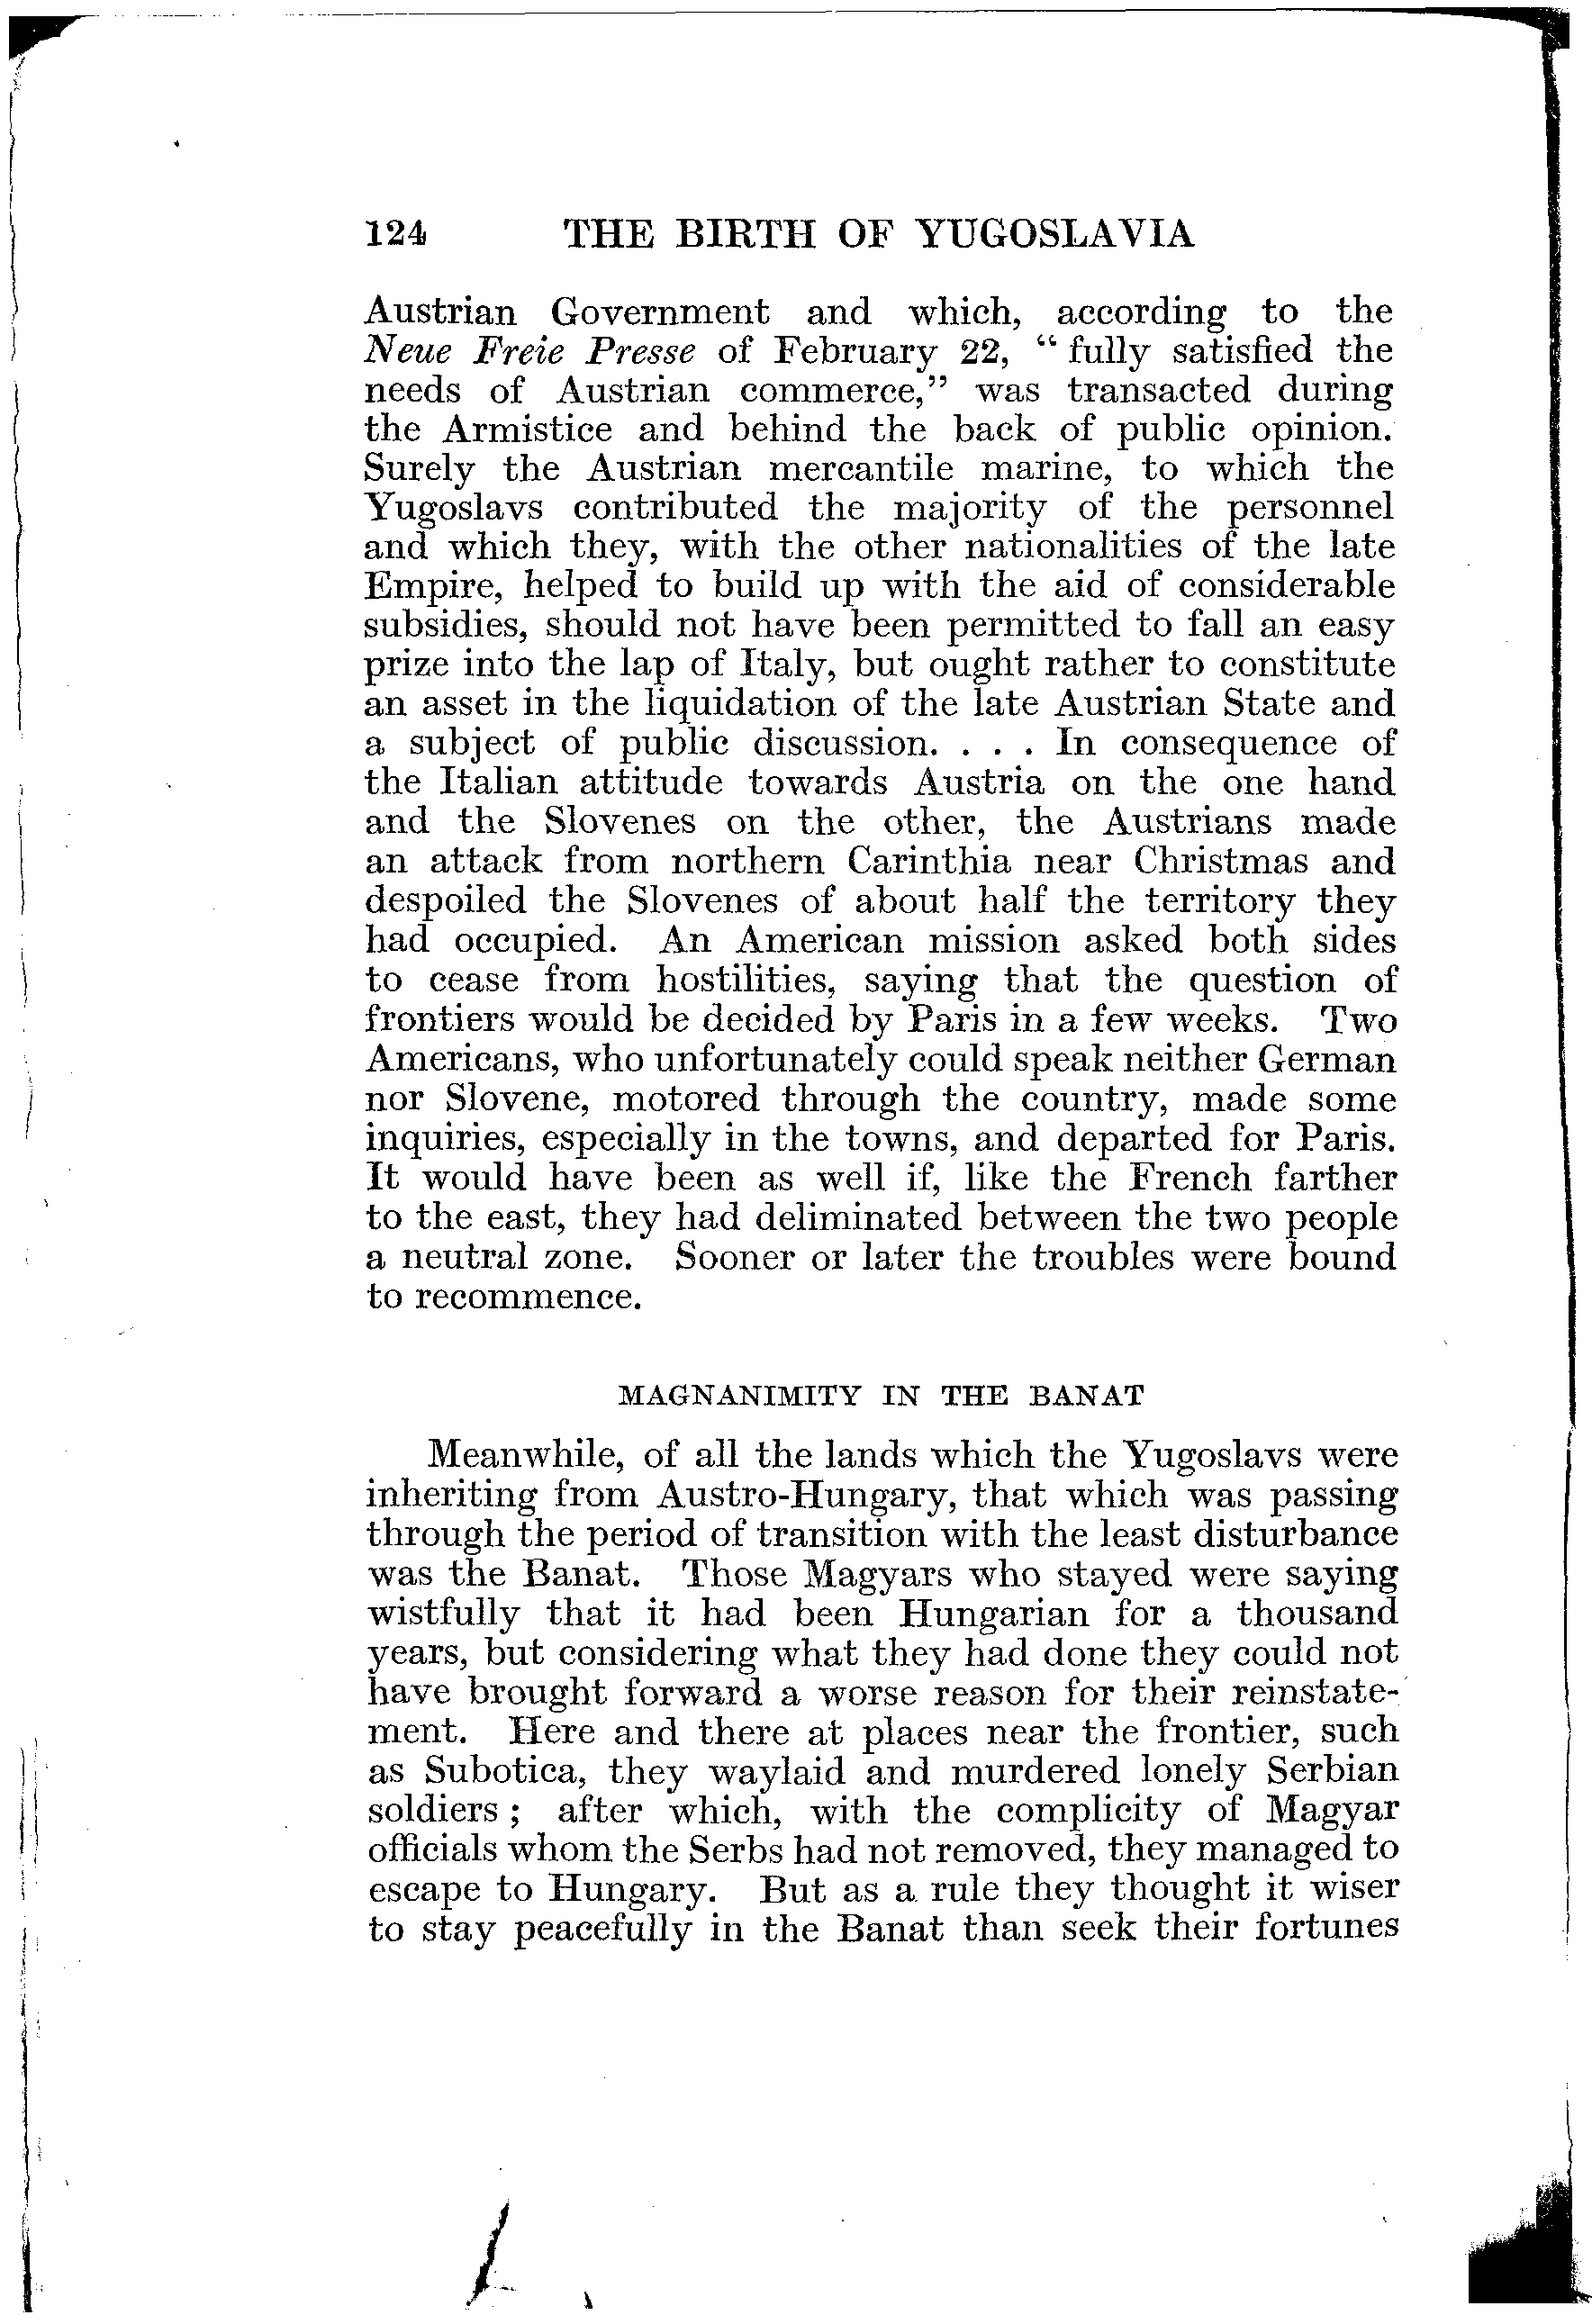 124 THE BIRTH OF YUGOSLAVIA
Austrian Government and which, according to the
Neue Freie Presse of February 22, “ fully satisfied the
needs of Austrian commerce,” was transacted during
the Armistice and behind the back of public opinion.
Surely the Austrian mercantile marine, to which the
Yugoslavs contributed the majority of the personnel
and which they, with the other nationalities of the late
Empire, helped to build up with the aid of considerable
subsidies, should not have been permitted to fall an easy
prize into the lap of Italy, but ought rather to constitute
an asset in the liquidation of the late Austrian State and
a subject of public discussion. . . . In consequence of
the Italian attitude towards Austria on the one hand
and the Slovenes on the other, the Austrians made
an attack from northern Carinthia near Christmas and
despoiled the Slovenes of about half the territory they
had occupied. An American mission asked both sides
to cease from hostilities, saying that the question of
frontiers would be decided by Paris in a few weeks. Two
Americans, who unfortunately could speak neither German
nor Slovene, motored through the country, made some
inquiries, especially in the towns, and departed for Paris.
It would have been as well if, like the French farther
to the east, they had deliminated between the two people
a neutral zone. Sooner or later the troubles were bound
to recommence.
MAGNANIMITY IN THE BANAT
Meanwhile, of all the lands which the Yugoslavs were
inheriting from Austro-Hungary, that which was passing
through the period of transition with the least disturbance
was the Banat. Those Magyars who stayed were saying
wistfully that it had been Hungarian for a thousand
years, but considering what they had done they could not
have brought forward a worse reason for their reinstate-
ment. Here and there at places near the frontier, such
as Subotica, they waylaid and murdered lonely Serbian
soldiers ; after which, with the complicity of Magyar
officials whom the Serbs had not removed, they managed to
escape to Hungary. But as a rule they thought it wiser
to stay peacefully in the Banat than seek their fortunes